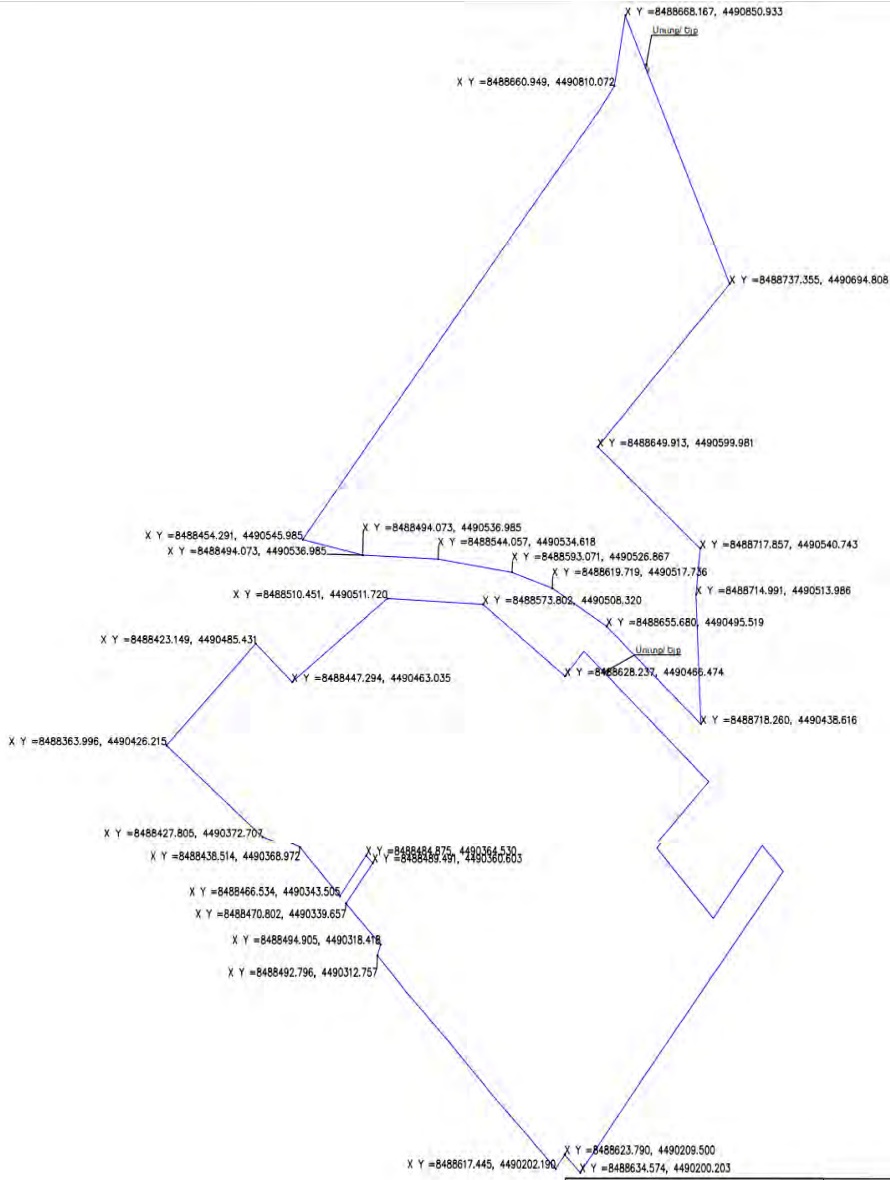 X Y =8488668.167, 4490850.933
X Y =8488660.949, 4490810.072
X Y =8488737.355, 4490694.808
X Y =8488649.913, 4490599.981
X Y =8488494.073, 4490536.985
X Y =8488454.291, 4490545.985
X Y =8488494.073, 4490536.985
X Y =8488544.057, 4490534.618
X Y =8488717.857, 4490540.743
X Y =8488593.071, 4490526.867
X Y =8488619.719, 4490517.736
X Y =8488714.991, 4490513.986
X Y =8488510.451, 4490511.720
X Y =8488573.802, 4490508.320
X Y =8488655.680, 4490495.519
X Y =8488423.149, 4490485.431
X Y =8488447.294, 4490463.035
X Y =8488628.237, 4490466.474
X Y =8488718.260, 4490438.616
X Y =8488363.996, 4490426.215
X Y =8488427.805, 4490372.707
X Y =8488484.875, 4490364.530
X Y =8488438.514, 4490368.972
X Y =8488489.491, 4490360.603
X Y =8488466.534, 4490343.505
X Y =8488470.802, 4490339.657
X Y =8488494.905, 4490318.418
X Y =8488492.796, 4490312.757
X Y =8488623.790, 4490209.500
X Y =8488617.445, 4490202.190
X Y =8488634.574, 4490200.203